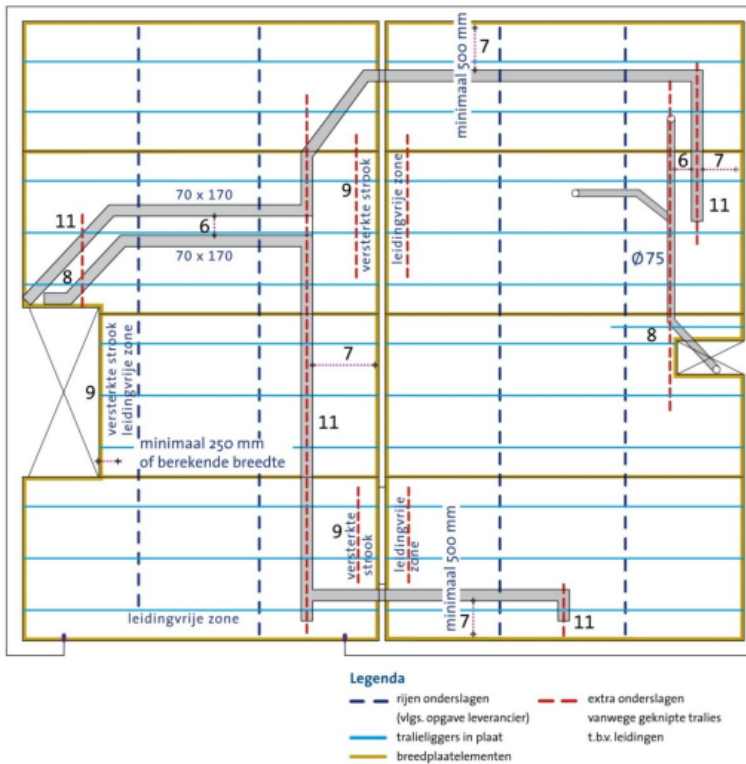 minimaal 500 mm
7
9
versterkte strook
leidingvrije zone
6
7
11
70 x 170
11
6
70 x 170
8
Ø75
8
9
versterkte strook
leidingvrije zone
7
11
minimaal 250 mm
of berekende breedte
9
versterkte
strook
leidingvrije
zone
minimaal 500 mm
7
11
leidingvrije zone
Legenda
rijen onderslagen
(vlgs. opgave leverancier)
tralieliggers in plaat
breedplaatelementen
extra onderslagen
vanwege geknipte tralies
t.b.v. leidingen